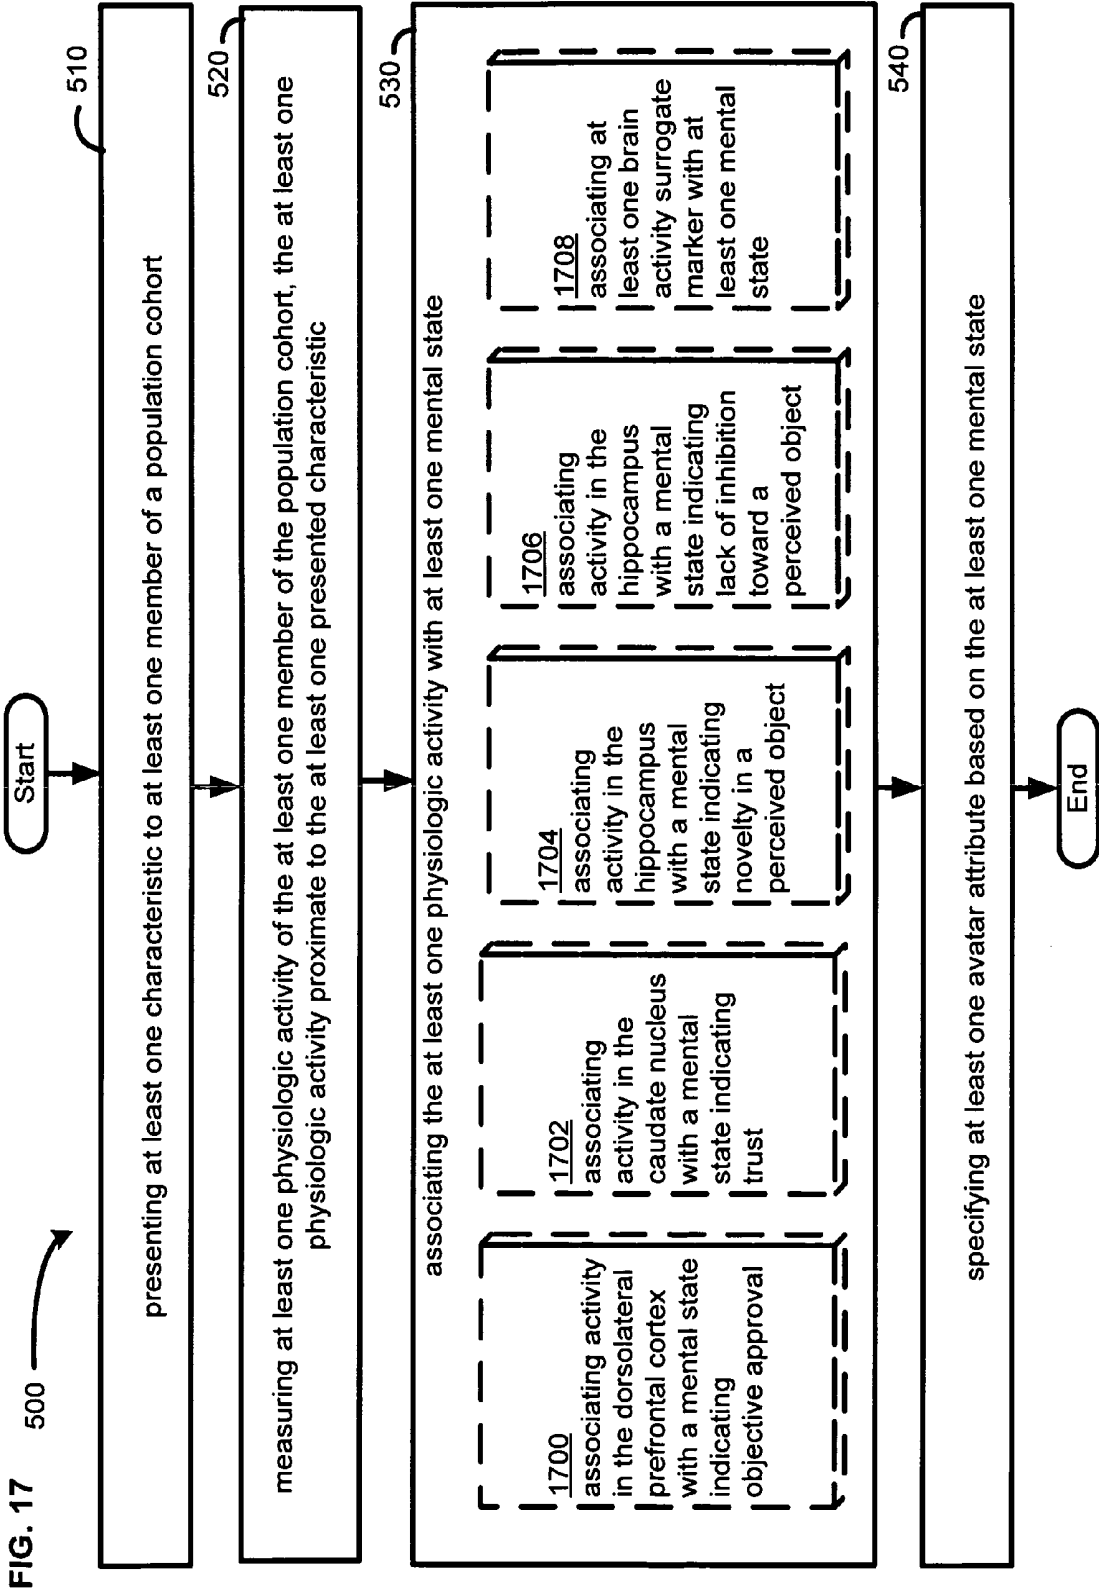 FIG. 17
500
Start
510
presenting at least one characteristic to at least one member of a population cohort
520
measuring at least one physiologic activity of the at least one member of the population cohort, the at least one
physiologic activity proximate to the at least one presented characteristic
530
associating the at least one physiologic activity with at least one mental state
1700
associating activity
in the dorsolateral
prefrontal cortex
with a mental state
indicating
objective approval
1702
associating
activity in the
caudate nucleus
with a mental
state indicating
trust
1704
associating
activity in the
hippocampus
with a mental
state indicating
novelty in a
perceived object
1706
associating
activity in the
hippocampus
with a mental
state indicating
lack of inhibition
toward a
perceived object
1708
associating at
least one brain
activity surrogate
marker with at
least one mental
state
540
specifying at least one avatar attribute based on the at least one mental state
End